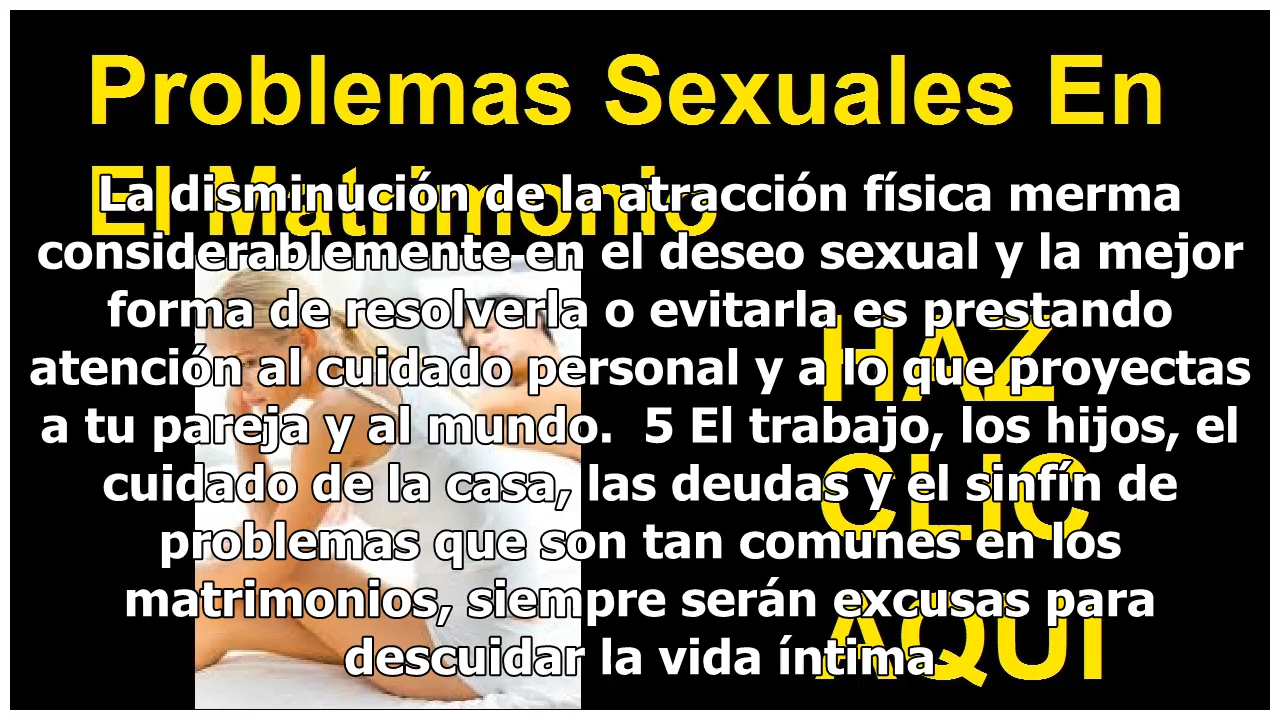 Problemas Sexuales En
El Matrimonio
La disminución de la atracción física merma
considerablemente en el deseo sexual y la mejor
forma de resolverla o evitarla es prestando
atención al cuidado personal y a lo que proyectas
a tu pareja y al mundo.  5 El trabajo, los hijos, el
cuidado de la casa, las deudas y el sinfín de
problemas que son tan comunes en los
matrimonios, siempre serán excusas para
descuidar la vida íntima
HAZ
CLIC
AQUI